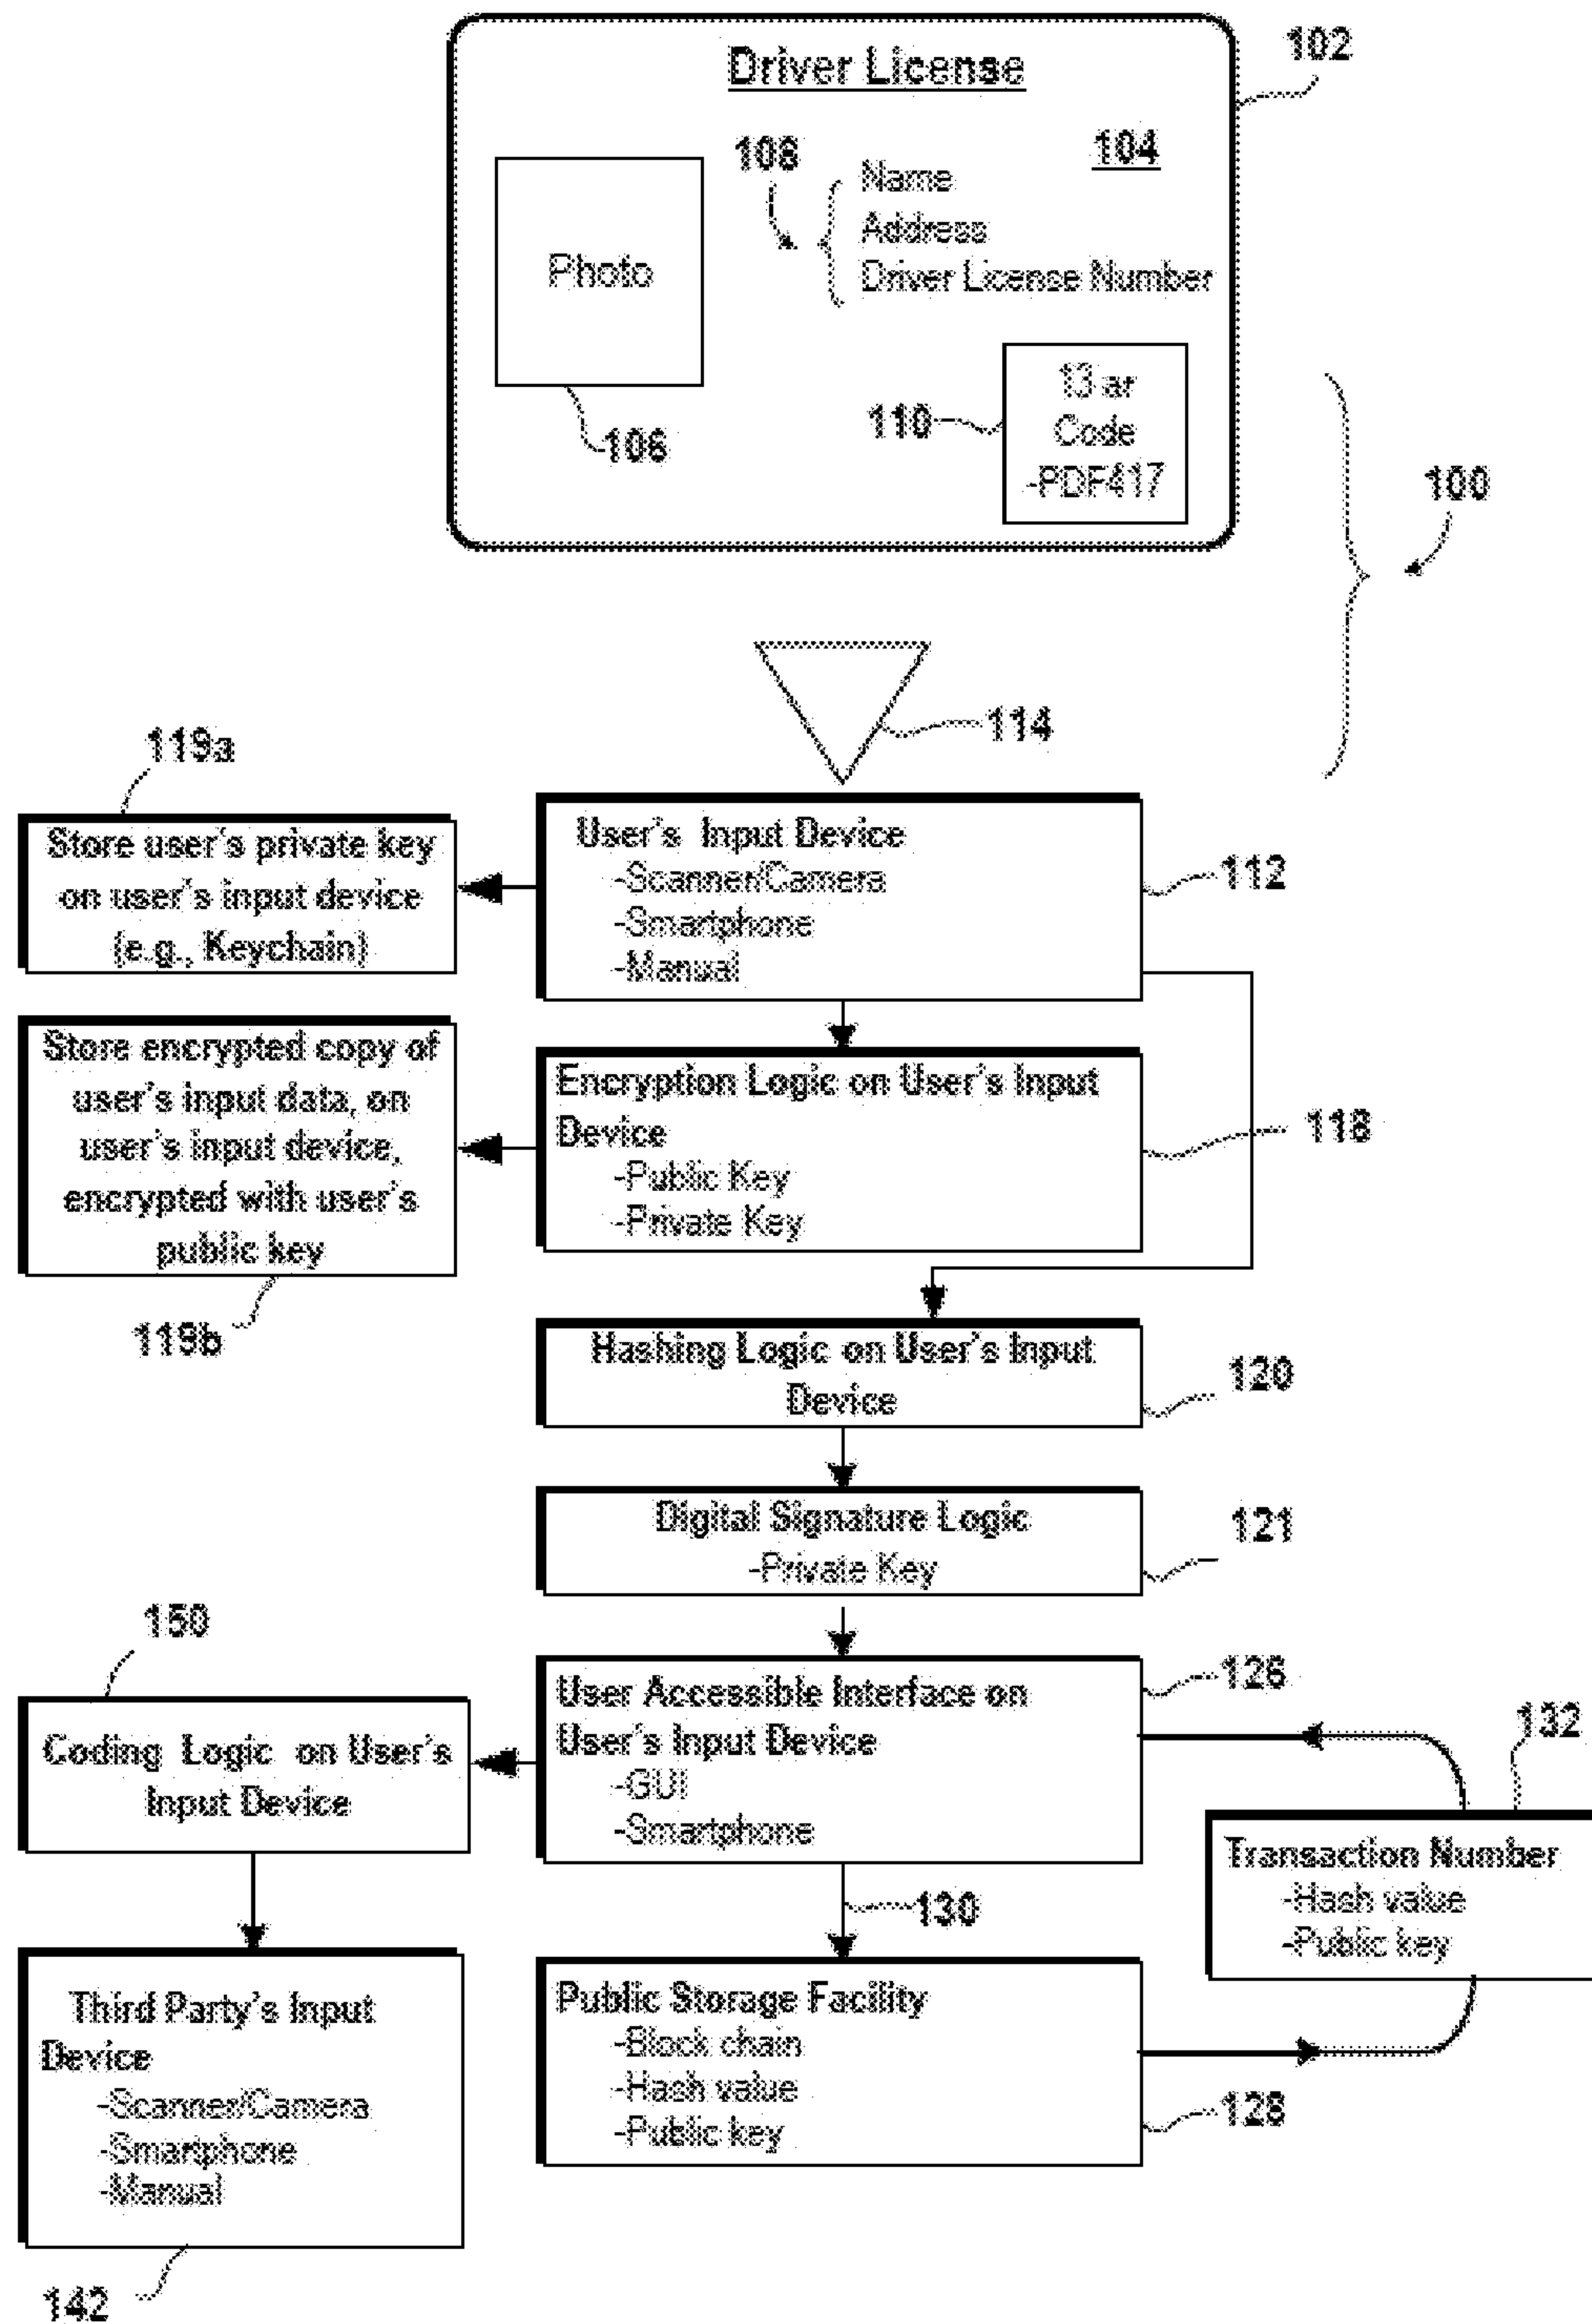 Driver License
102
104
108
Name
Address
Driver License Number
Photo
106
110
13 ar
Code
-PDF417
100
114
119a
Store user's private key
on user's input device
(e.g., Keychain)
User's Input Device
-Scanner/Camera
-Smartphone
-Manual
112
Store encrypted copy of
user's input data, on
user's input device,
encrypted with user's
public key
119b
Encryption Logic on User's Input
Device
-Public Key
-Private Key
118
Hashing Logic on User's Input
Device
120
Digital Signature Logic
-Private Key
121
150
Coding Logic on User's
Input Device
User Accessible Interface on
User's Input Device
-GUI
-Smartphone
126
132
Transaction Number
-Hash value
-Public key
130
Third Party's Input
Device
-Scanner/Camera
-Smartphone
-Manual
142
Public Storage Facility
-Block chain
-Hash value
-Public key
128